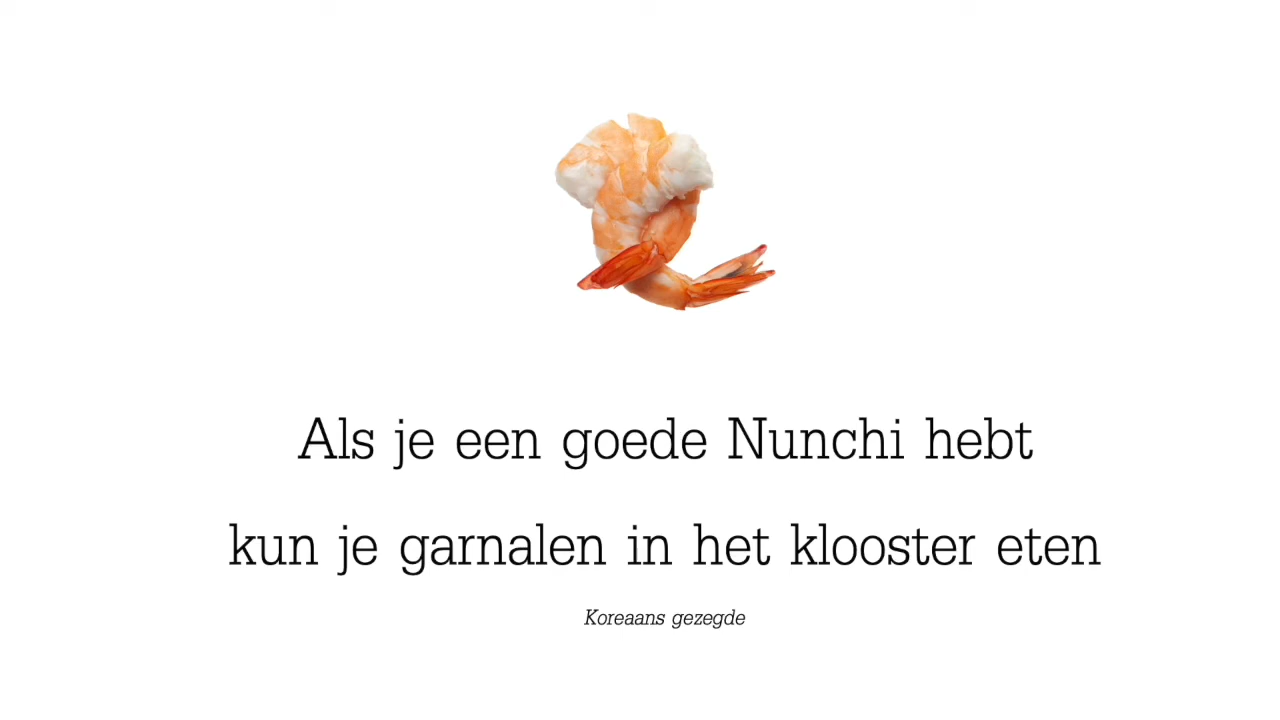 Als je een goede Nunchi hebt
kun je garnalen in het klooster eten
Koreaans gezegde